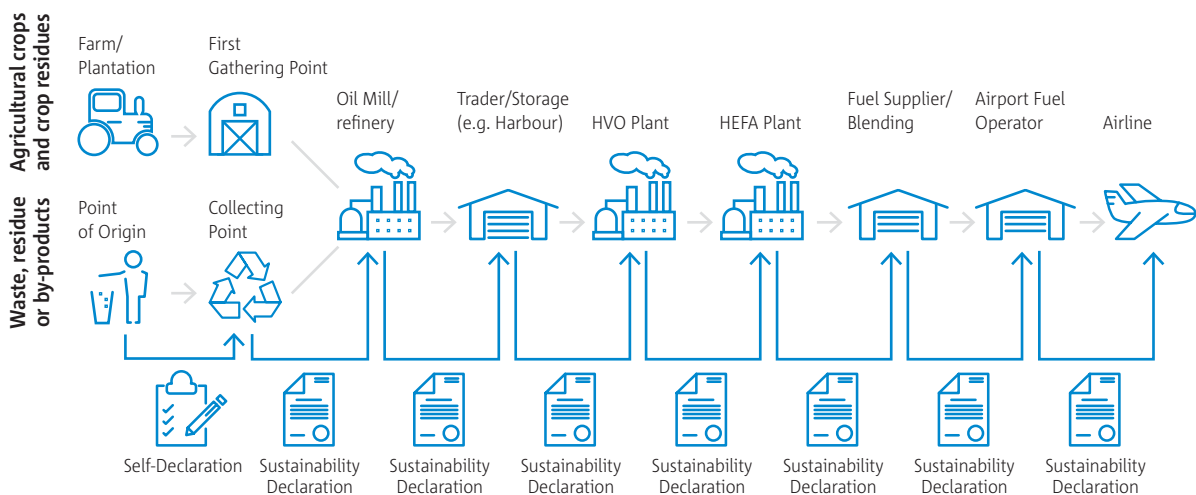 Agricultural crops
and crop residues
Farm/
Plantation
First
Gathering Point
Oil Mill/
refinery
Trader/Storage
(e.g. Harbour)
HVO Plant
HEFA Plant
Fuel Supplier/
Blending
Airport Fuel
Operator
Airline
Waste, residue
or by-products
Point
of Origin
Collecting
Point
Self-Declaration
Sustainability
Declaration
Sustainability
Declaration
Sustainability
Declaration
Sustainability
Declaration
Sustainability
Declaration
Sustainability
Declaration
Sustainability
Declaration